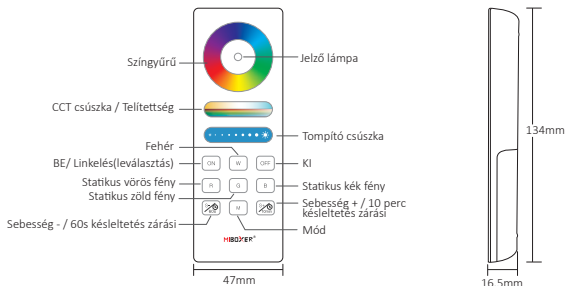 Színgyűrű
Jelző lámpa
CCT csúszka / Telítettség
Tompító csúszka
Fehér
BE/ Linkelés(leválasztás)
ON
W
OFF
KI
Statikus vörös fény
Statikus zöld fény
R
G
B
Statikus kék fény
Sebesség - / 60s késleltetés zárási
M
Sebesség + / 10 perc
késleltetés zárási
Mód
MIBOXER®
134mm
47mm
16.5mm